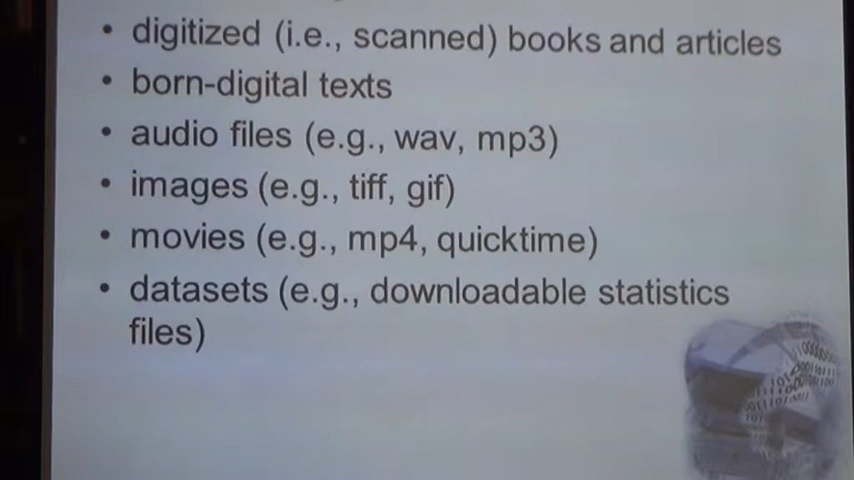 • digitized (i.e., scanned) books and articles
• born-digital texts
• audio files (e.g., wav, mp3)
• images (e.g., tiff, gif)
• movies (e.g., mp4, quicktime)
• datasets (e.g., downloadable statistics
files)